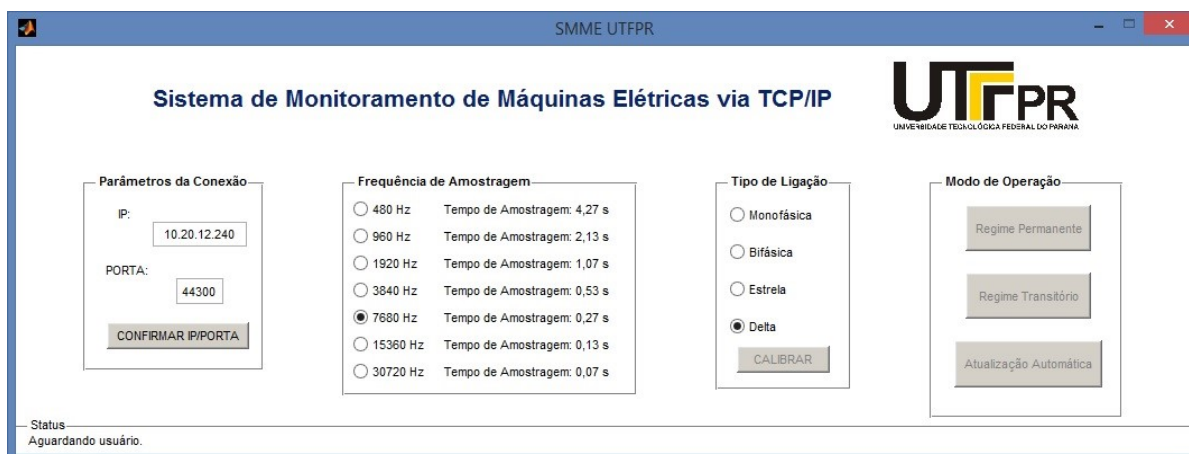 SMME UTFPR
Sistema de Monitoramento de Máquinas Elétricas via TCP/IP
UTFPR
UNIVERSIDADE TECNOLÓGICA FEDERAL DO PARANÁ
Parâmetros da Conexão
IP:
10.20.12.240
PORTA:
44300
CONFIRMAR IP/PORTA
Frequência de Amostragem
480 Hz Tempo de Amostragem: 4,27 s
960 Hz Tempo de Amostragem: 2,13 s
1920 Hz Tempo de Amostragem: 1,07 s
3840 Hz Tempo de Amostragem: 0,53 s
7680 Hz Tempo de Amostragem: 0,27 s
15360 Hz Tempo de Amostragem: 0,13 s
30720 Hz Tempo de Amostragem: 0,07 s
Tipo de Ligação
Monofásica
Bifásica
Estrela
Delta
CALIBRAR
Modo de Operação
Regime Permanente
Regime Transitório
Atualização Automática
Status
Aguardando usuário.